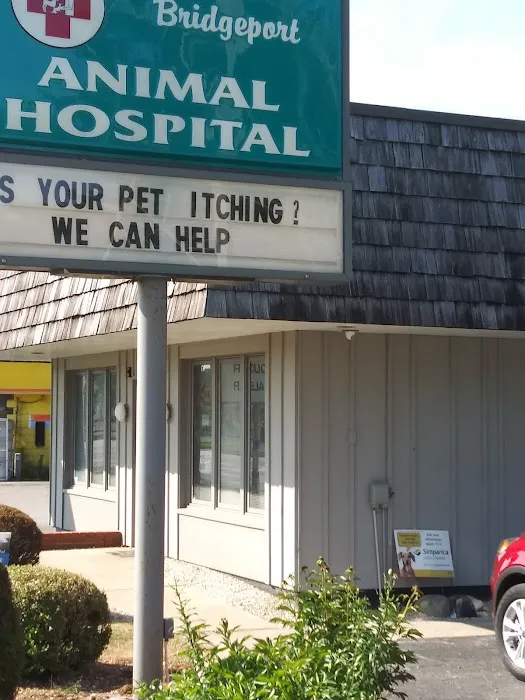 Bridgeport
ANIMAL
HOSPITAL
S YOUR PET ITCHING?
WE CAN HELP
Simparica